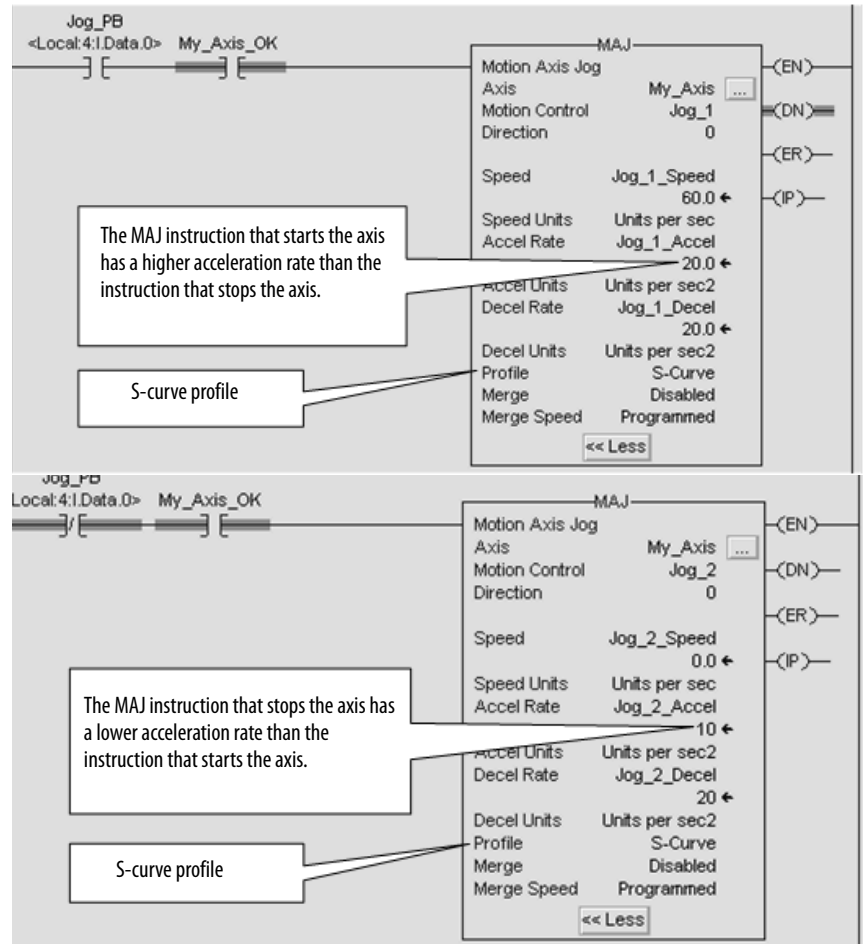 Jog_PB
<Local:4:I.Data.0> My_Axis_OK
MAJ
Motion Axis Jog
Axis My_Axis ...
Motion Control Jog_1
Direction 0
Speed Jog_1_Speed
60.0
Speed Units Units per sec
Accel Rate Jog_1_Accel
20.0
Accel Units Units per sec2
Decel Rate Jog_1_Decel
20.0
Decel Units Units per sec2
Profile S-Curve
Merge Disabled
Merge Speed Programmed
<< Less
(EN)
(DN)
(ER)
(IP)
The MAJ instruction that starts the axis
has a higher acceleration rate than the
instruction that stops the axis.
S-curve profile
Jog_PB
Local:4:I.Data.0> My_Axis_OK
MAJ
Motion Axis Jog
Axis My_Axis ...
Motion Control Jog_2
Direction 0
Speed Jog_2_Speed
0.0
Speed Units Units per sec
Accel Rate Jog_2_Accel
10
Accel Units Units per sec2
Decel Rate Jog_2_Decel
20
Decel Units Units per sec2
Profile S-Curve
Merge Disabled
Merge Speed Programmed
<< Less
(EN)
(DN)
(ER)
(IP)
The MAJ instruction that stops the axis has
a lower acceleration rate than the
instruction that starts the axis.
S-curve profile